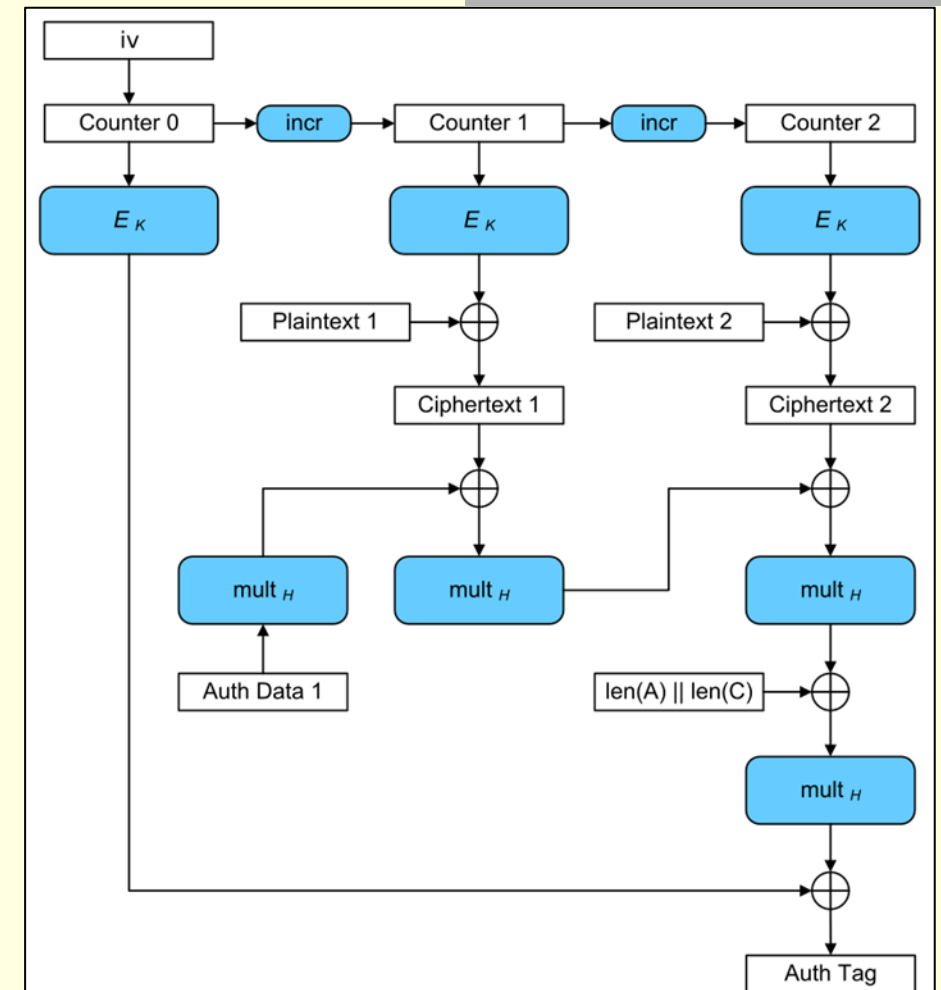 iv
Counter 0
incr
Counter 1
incr
Counter 2
E K
E K
E K
Plaintext 1
Plaintext 2
Ciphertext 1
Ciphertext 2
mult H
mult H
mult H
Auth Data 1
len(A) || len(C)
mult H
Auth Tag